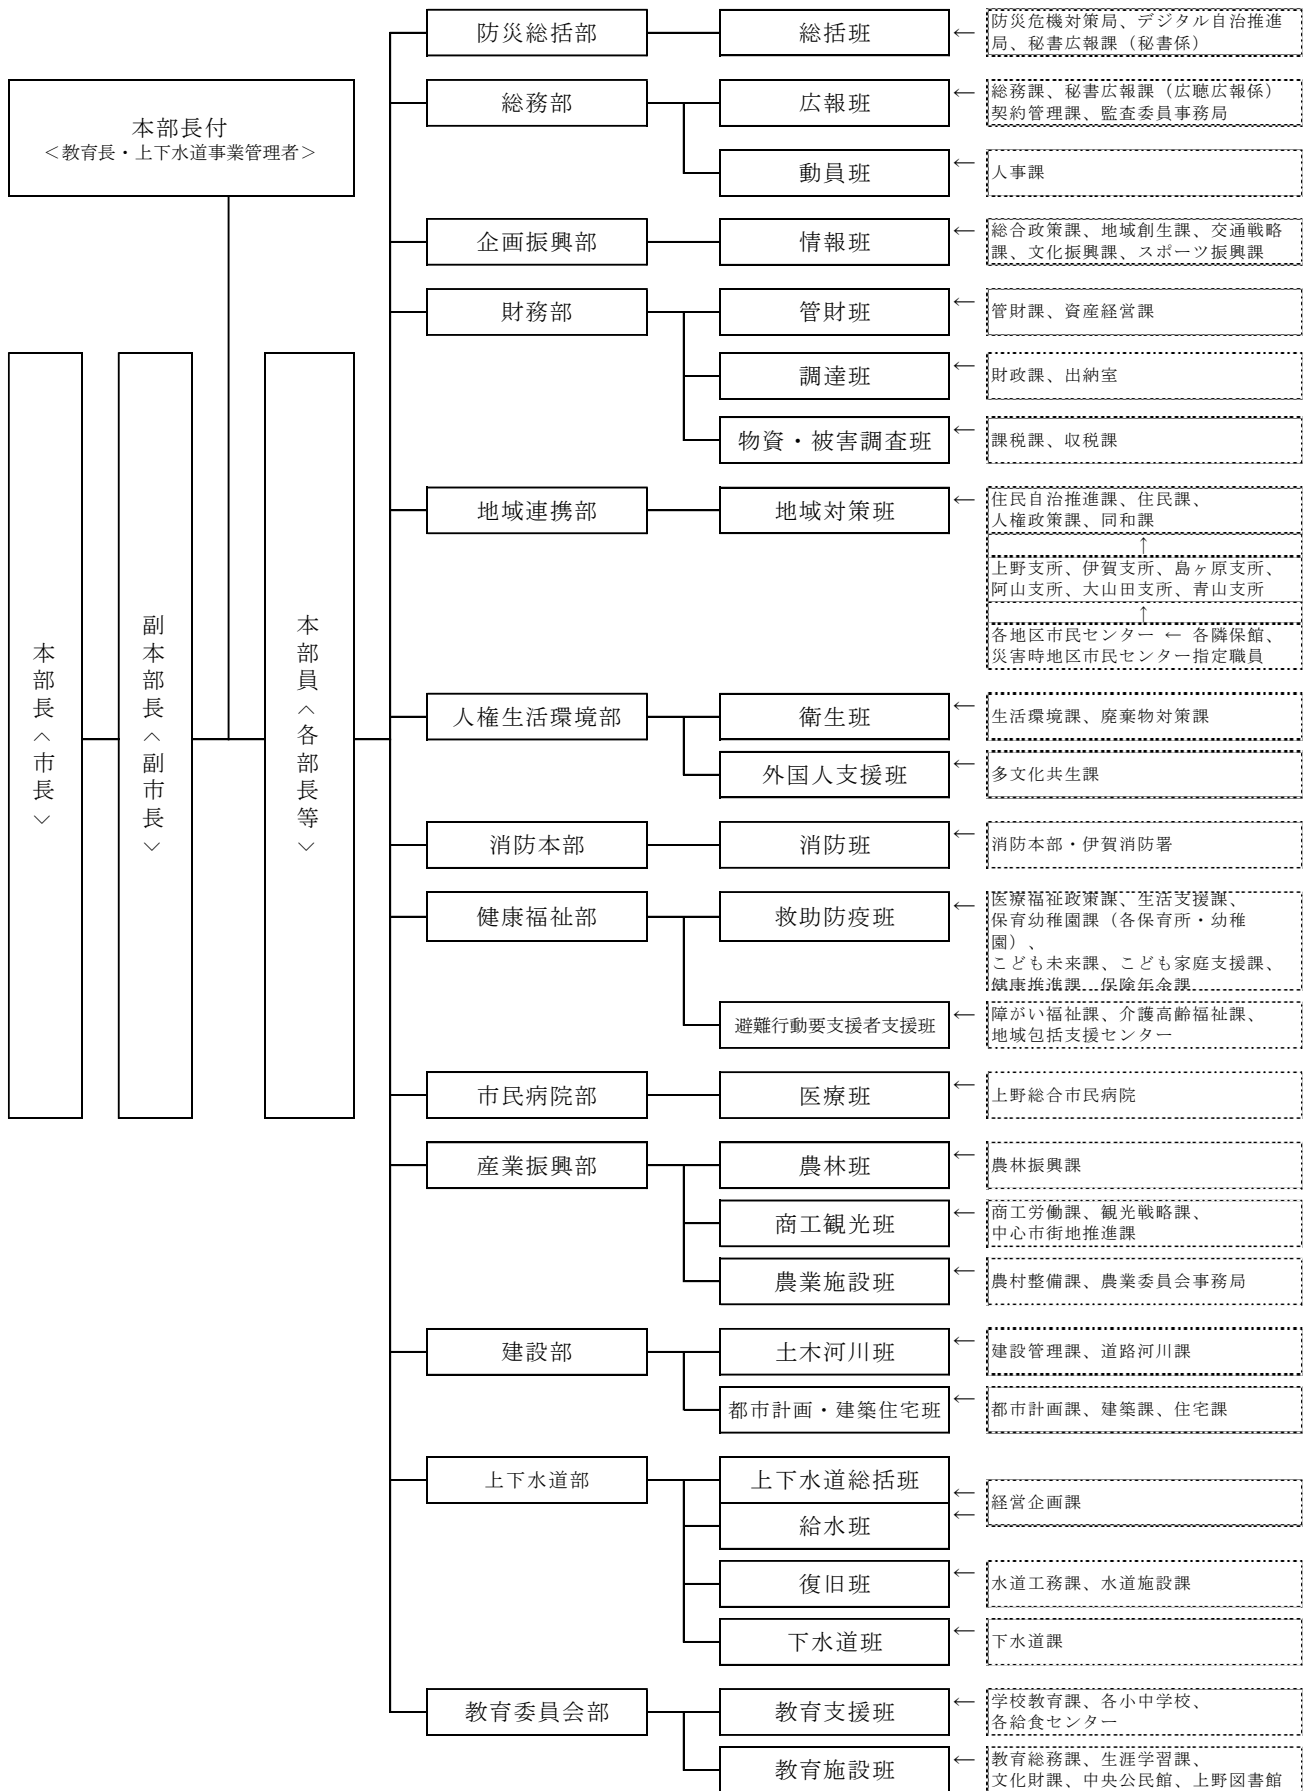 防災総括部
総括班
←
防災危機対策局、デジタル自治推進
局、秘書広報課（秘書係）
本部長付
＜教育長・上下水道事業管理者＞
総務部
広報班
←
総務課、秘書広報課（広聴広報係）
契約管理課、監査委員事務局
動員班
←
人事課
企画振興部
情報班
←
総合政策課、地域創生課、交通戦略
課、文化振興課、スポーツ振興課
財務部
管財班
←
管財課、資産経営課
調達班
←
財政課、出納室
物資・被害調査班
←
課税課、収税課
本部長＜市長＞
副本部長＜副市長＞
本部員＜各部長等＞
地域連携部
地域対策班
←
住民自治推進課、住民課、
人権政策課、同和課
↑
上野支所、伊賀支所、島ヶ原支所、
阿山支所、大山田支所、青山支所
↑
各地区市民センター ← 各隣保館、
災害時地区市民センター指定職員
人権生活環境部
衛生班
←
生活環境課、廃棄物対策課
外国人支援班
←
多文化共生課
消防本部
消防班
←
消防本部・伊賀消防署
健康福祉部
救助防疫班
←
医療福祉政策課、生活支援課、
保育幼稚園課（各保育所・幼稚
園）、
こども未来課、こども家庭支援課、
健康推進課、保険年金課
避難行動要支援者支援班
←
障がい福祉課、介護高齢福祉課、
地域包括支援センター
市民病院部
医療班
←
上野総合市民病院
産業振興部
農林班
←
農林振興課
商工観光班
←
商工労働課、観光戦略課、
中心市街地推進課
農業施設班
←
農村整備課、農業委員会事務局
建設部
土木河川班
←
建設管理課、道路河川課
都市計画・建築住宅班
←
都市計画課、建築課、住宅課
上下水道部
上下水道総括班
←
経営企画課
給水班
←
復旧班
←
水道工務課、水道施設課
下水道班
←
下水道課
教育委員会部
教育支援班
←
学校教育課、各小中学校、
各給食センター
教育施設班
←
教育総務課、生涯学習課、
文化財課、中央公民館、上野図書館